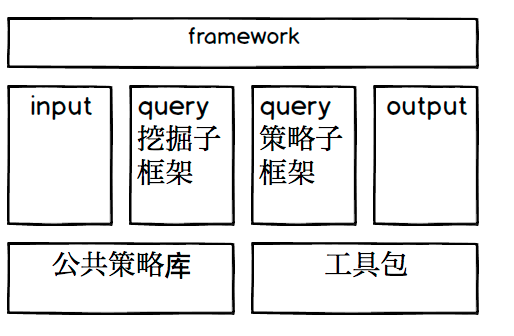 framework
input
query
挖掘子
框架
query
策略子
框架
output
公共策略库
工具包